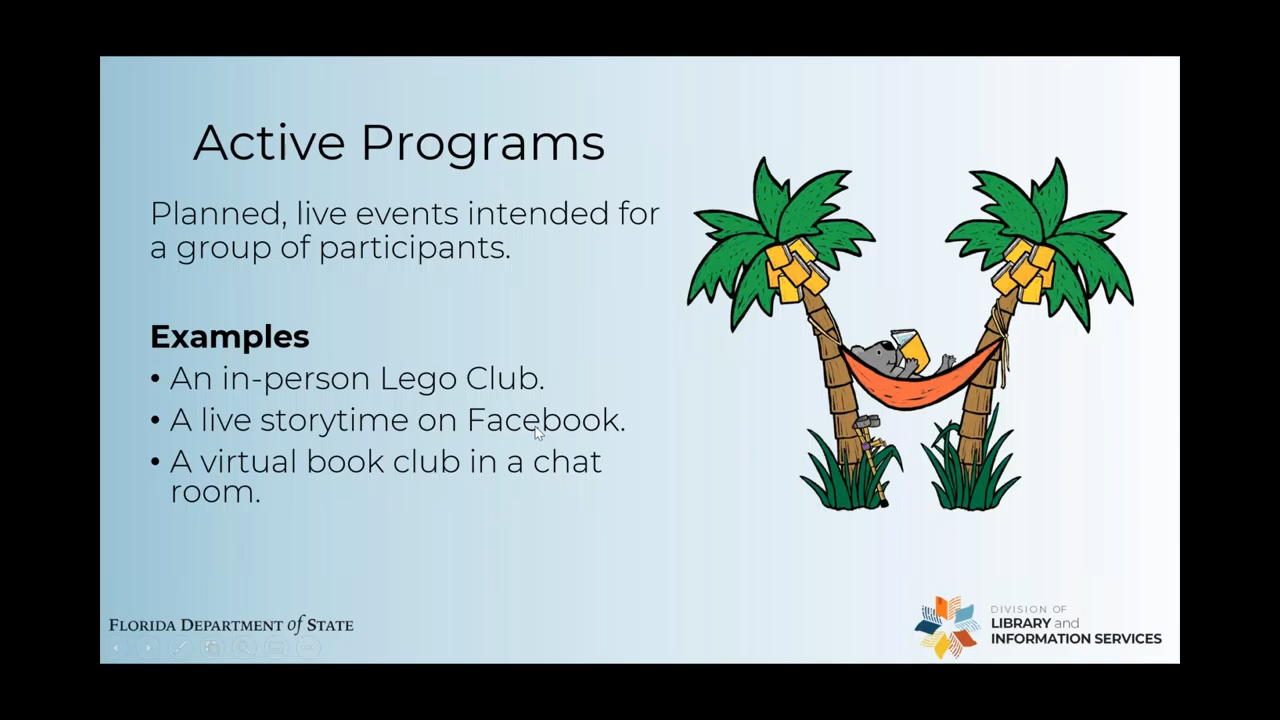 Active Programs
Planned, live events intended for
a group of participants.
Examples
• An in-person Lego Club.
• A live storytime on Facebook.
• A virtual book club in a chat
room.
FLORIDA DEPARTMENT of STATE
DIVISION OF
LIBRARY and
INFORMATION SERVICES